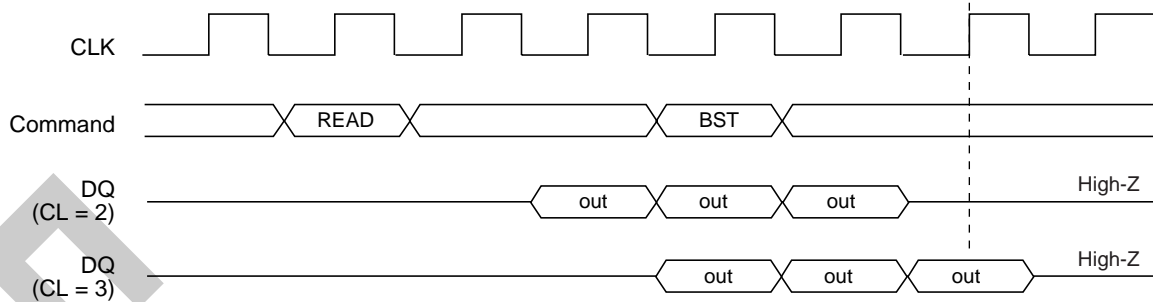 CLK
Command READ BST
DQ
(CL = 2) out out out High-Z
DQ
(CL = 3) out out out High-Z